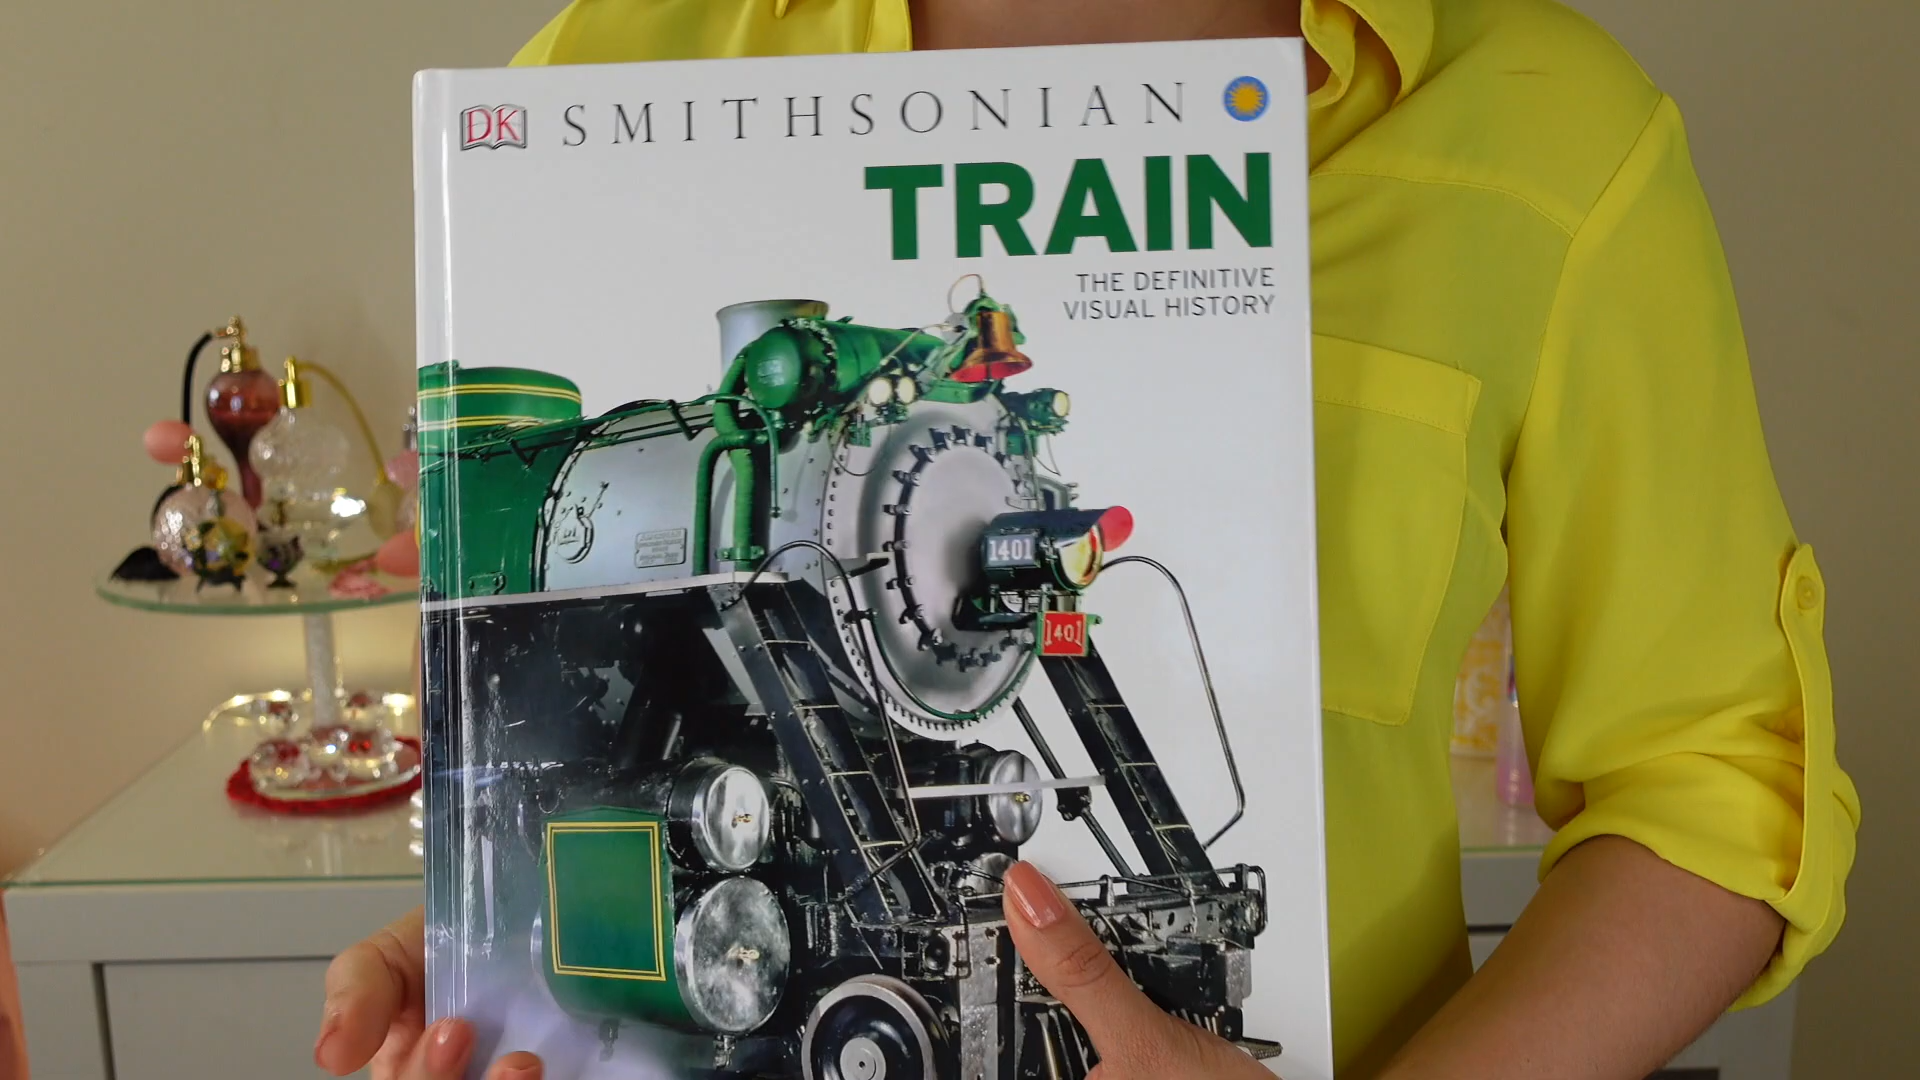 DK SMITHSONIAN
TRAIN
THE DEFINITIVE
VISUAL HISTORY
1401
1401